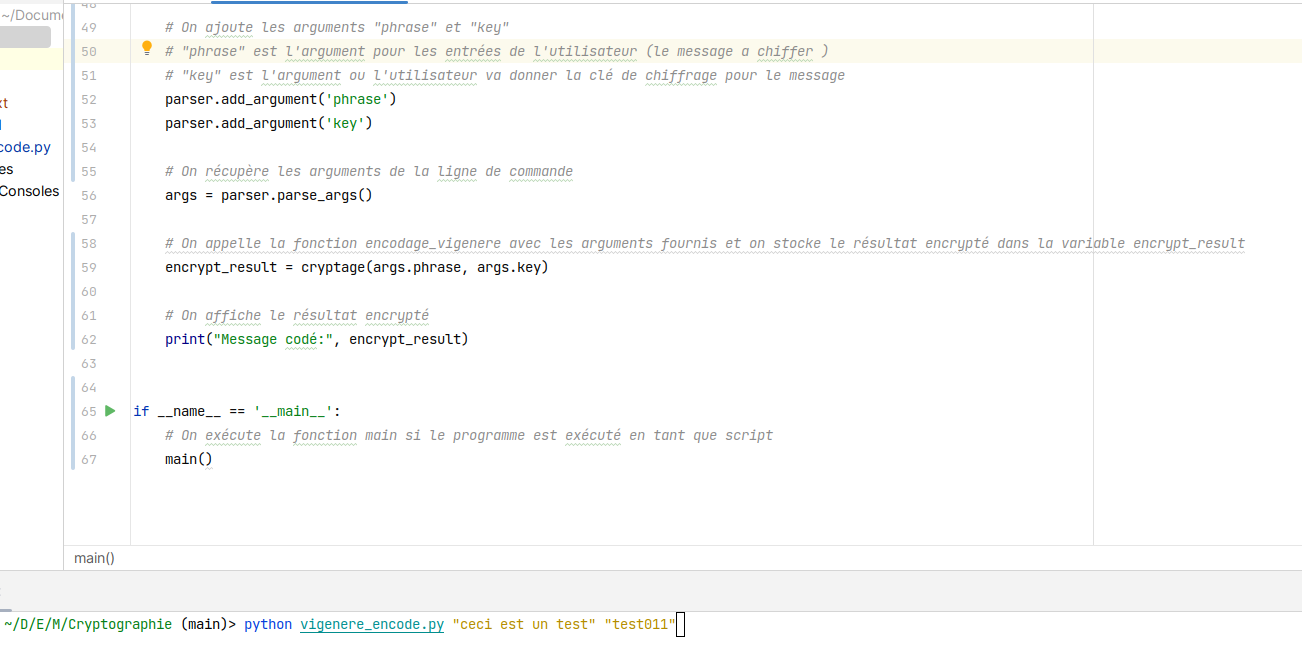 ~/Docume
49 # On ajoute les arguments "phrase" et "key"
50 # "phrase" est l'argument pour les entrées de l'utilisateur (le message a chiffer )
51 # "key" est l'argument ou l'utilisateur va donner la clé de chiffrage pour le message
52 parser.add_argument('phrase')
53 parser.add_argument('key')
54
55 # On récupère les arguments de la ligne de commande
56 args = parser.parse_args()
57
58 # On appelle la fonction encodage_vigenere avec les arguments fournis et on stocke le résultat encrypté dans la variable encrypt_result
59 encrypt_result = cryptage(args.phrase, args.key)
60
61 # On affiche le résultat encrypté
62 print("Message codé:", encrypt_result)
63
64
65 if __name__ == '__main__':
66 # On exécute la fonction main si le programme est exécuté en tant que script
67 main()
xt
code.py
es
Consoles
main()
~/D/E/M/Cryptographie (main)> python vigenere_encode.py "ceci est un test" "test011"